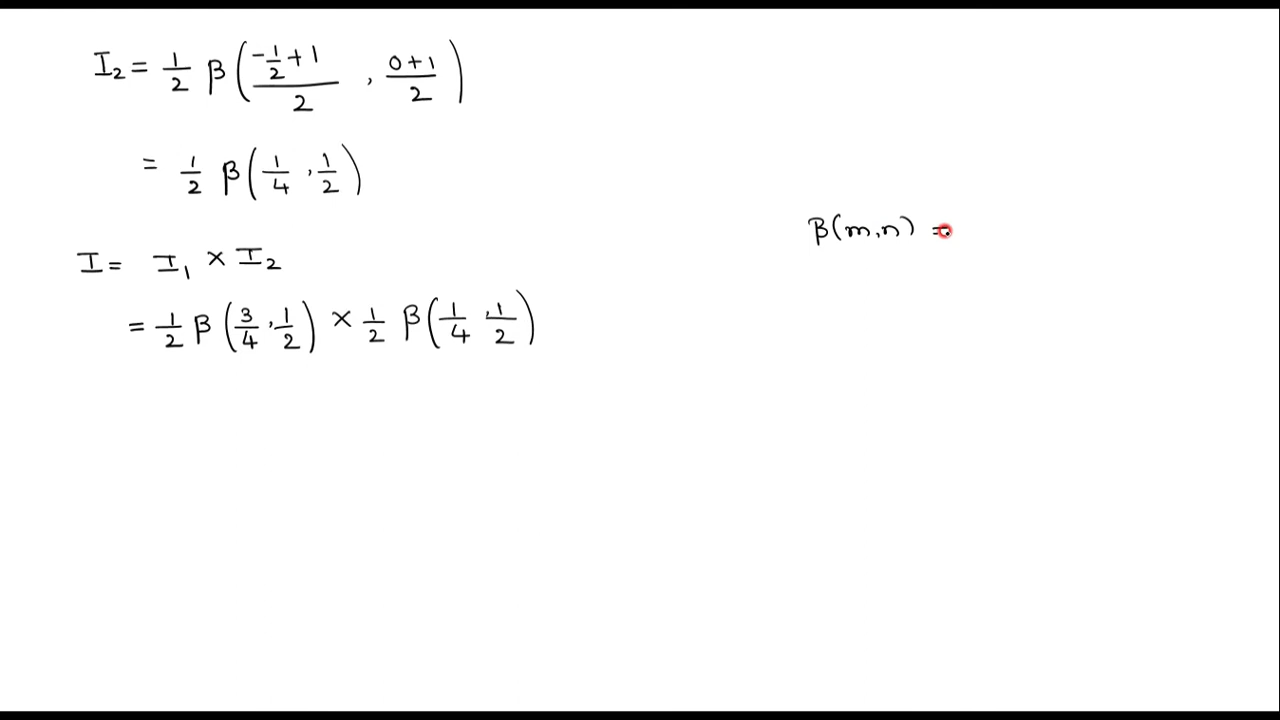 I₂ = 1/2 β((-1/2+1)/2 , (0+1)/2)
= 1/2 β(1/4 , 1/2)
β(m,n) =
I = I₁ × I₂
= 1/2 β(3/4 , 1/2) × 1/2 β(1/4 , 1/2)